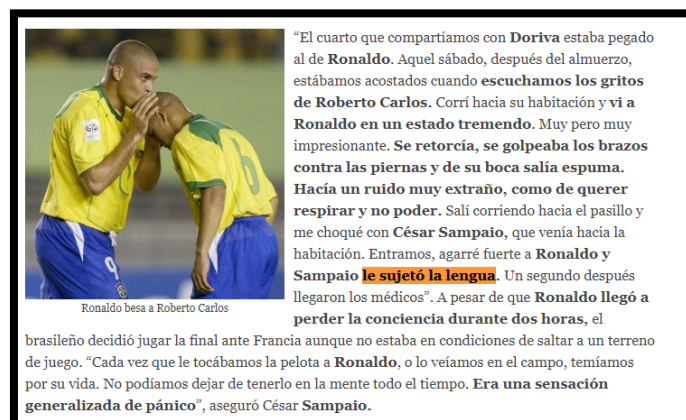 “El cuarto que compartíamos con Doriva estaba pegado
al de Ronaldo. Aquel sábado, después del almuerzo,
estábamos acostados cuando escuchamos los gritos
de Roberto Carlos. Corrí hacia su habitación y vi a
Ronaldo en un estado tremendo. Muy pero muy
impresionante. Se retorcía, se golpeaba los brazos
contra las piernas y de su boca salía espuma.
Hacía un ruido muy extraño, como de querer
respirar y no poder. Salí corriendo hacia el pasillo y
me choqué con César Sampaio, que venía hacia la
habitación. Entramos, agarré fuerte a Ronaldo y
Sampaio le sujetó la lengua. Un segundo después
llegaron los médicos”. A pesar de que Ronaldo llegó a
perder la conciencia durante dos horas, el
brasileño decidió jugar la final ante Francia aunque no estaba en condiciones de saltar a un terreno
de juego. “Cada vez que le tocábamos la pelota a Ronaldo, o lo veíamos en el campo, temíamos
por su vida. No podíamos dejar de tenerlo en la mente todo el tiempo. Era una sensación
generalizada de pánico”, aseguró César Sampaio.
Ronaldo besa a Roberto Carlos
9
6